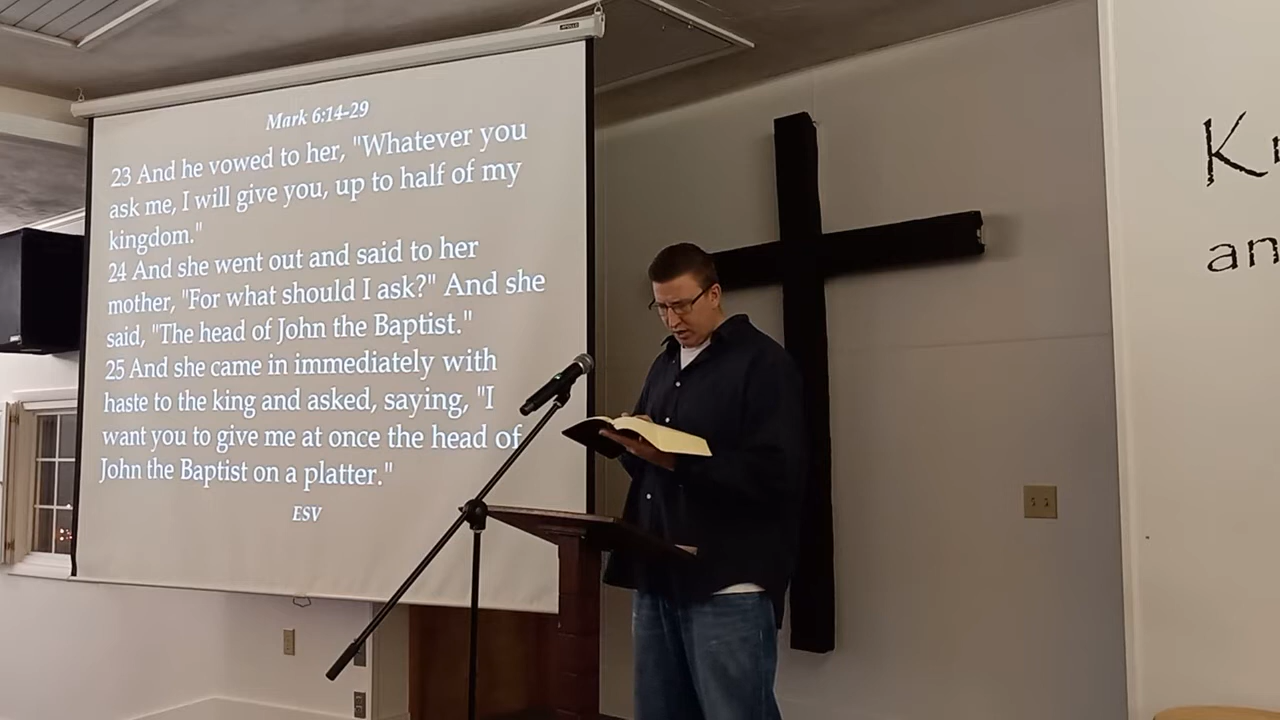 Mark 6:14-29
23 And he vowed to her, "Whatever you
ask me, I will give you, up to half of my
kingdom."
24 And she went out and said to her
mother, "For what should I ask?" And she
said, "The head of John the Baptist."
25 And she came in immediately with
haste to the king and asked, saying, "I
want you to give me at once the head of
John the Baptist on a platter."
ESV